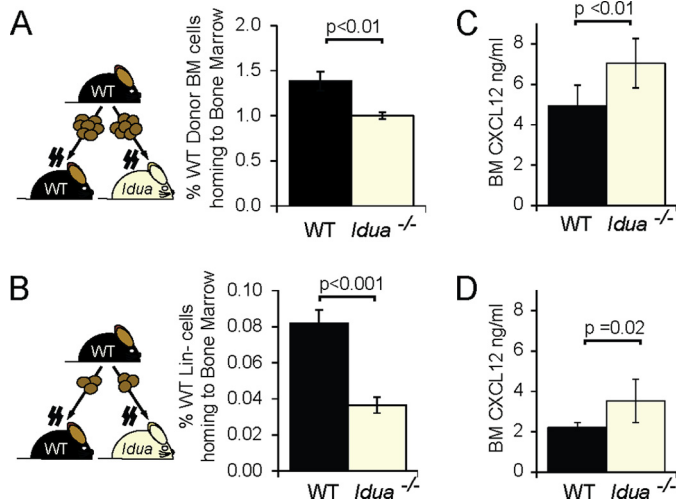 A
WT
WT
Idua
% WT Donor BM cells
homing to Bone Marrow
2.0
1.5
1.0
0.5
0.0
p<0.01
WT Idua -/-
C
BM CXCL12 ng/ml
8
6
4
2
0
p <0.01
WT Idua -/-
B
WT
WT
Idua
% WT Lin- cells
homing to Bone Marrow
0.10
0.08
0.06
0.04
0.02
0.00
p<0.001
WT Idua -/-
D
BM CXCL12 ng/ml
8
6
4
2
0
p =0.02
WT Idua -/-